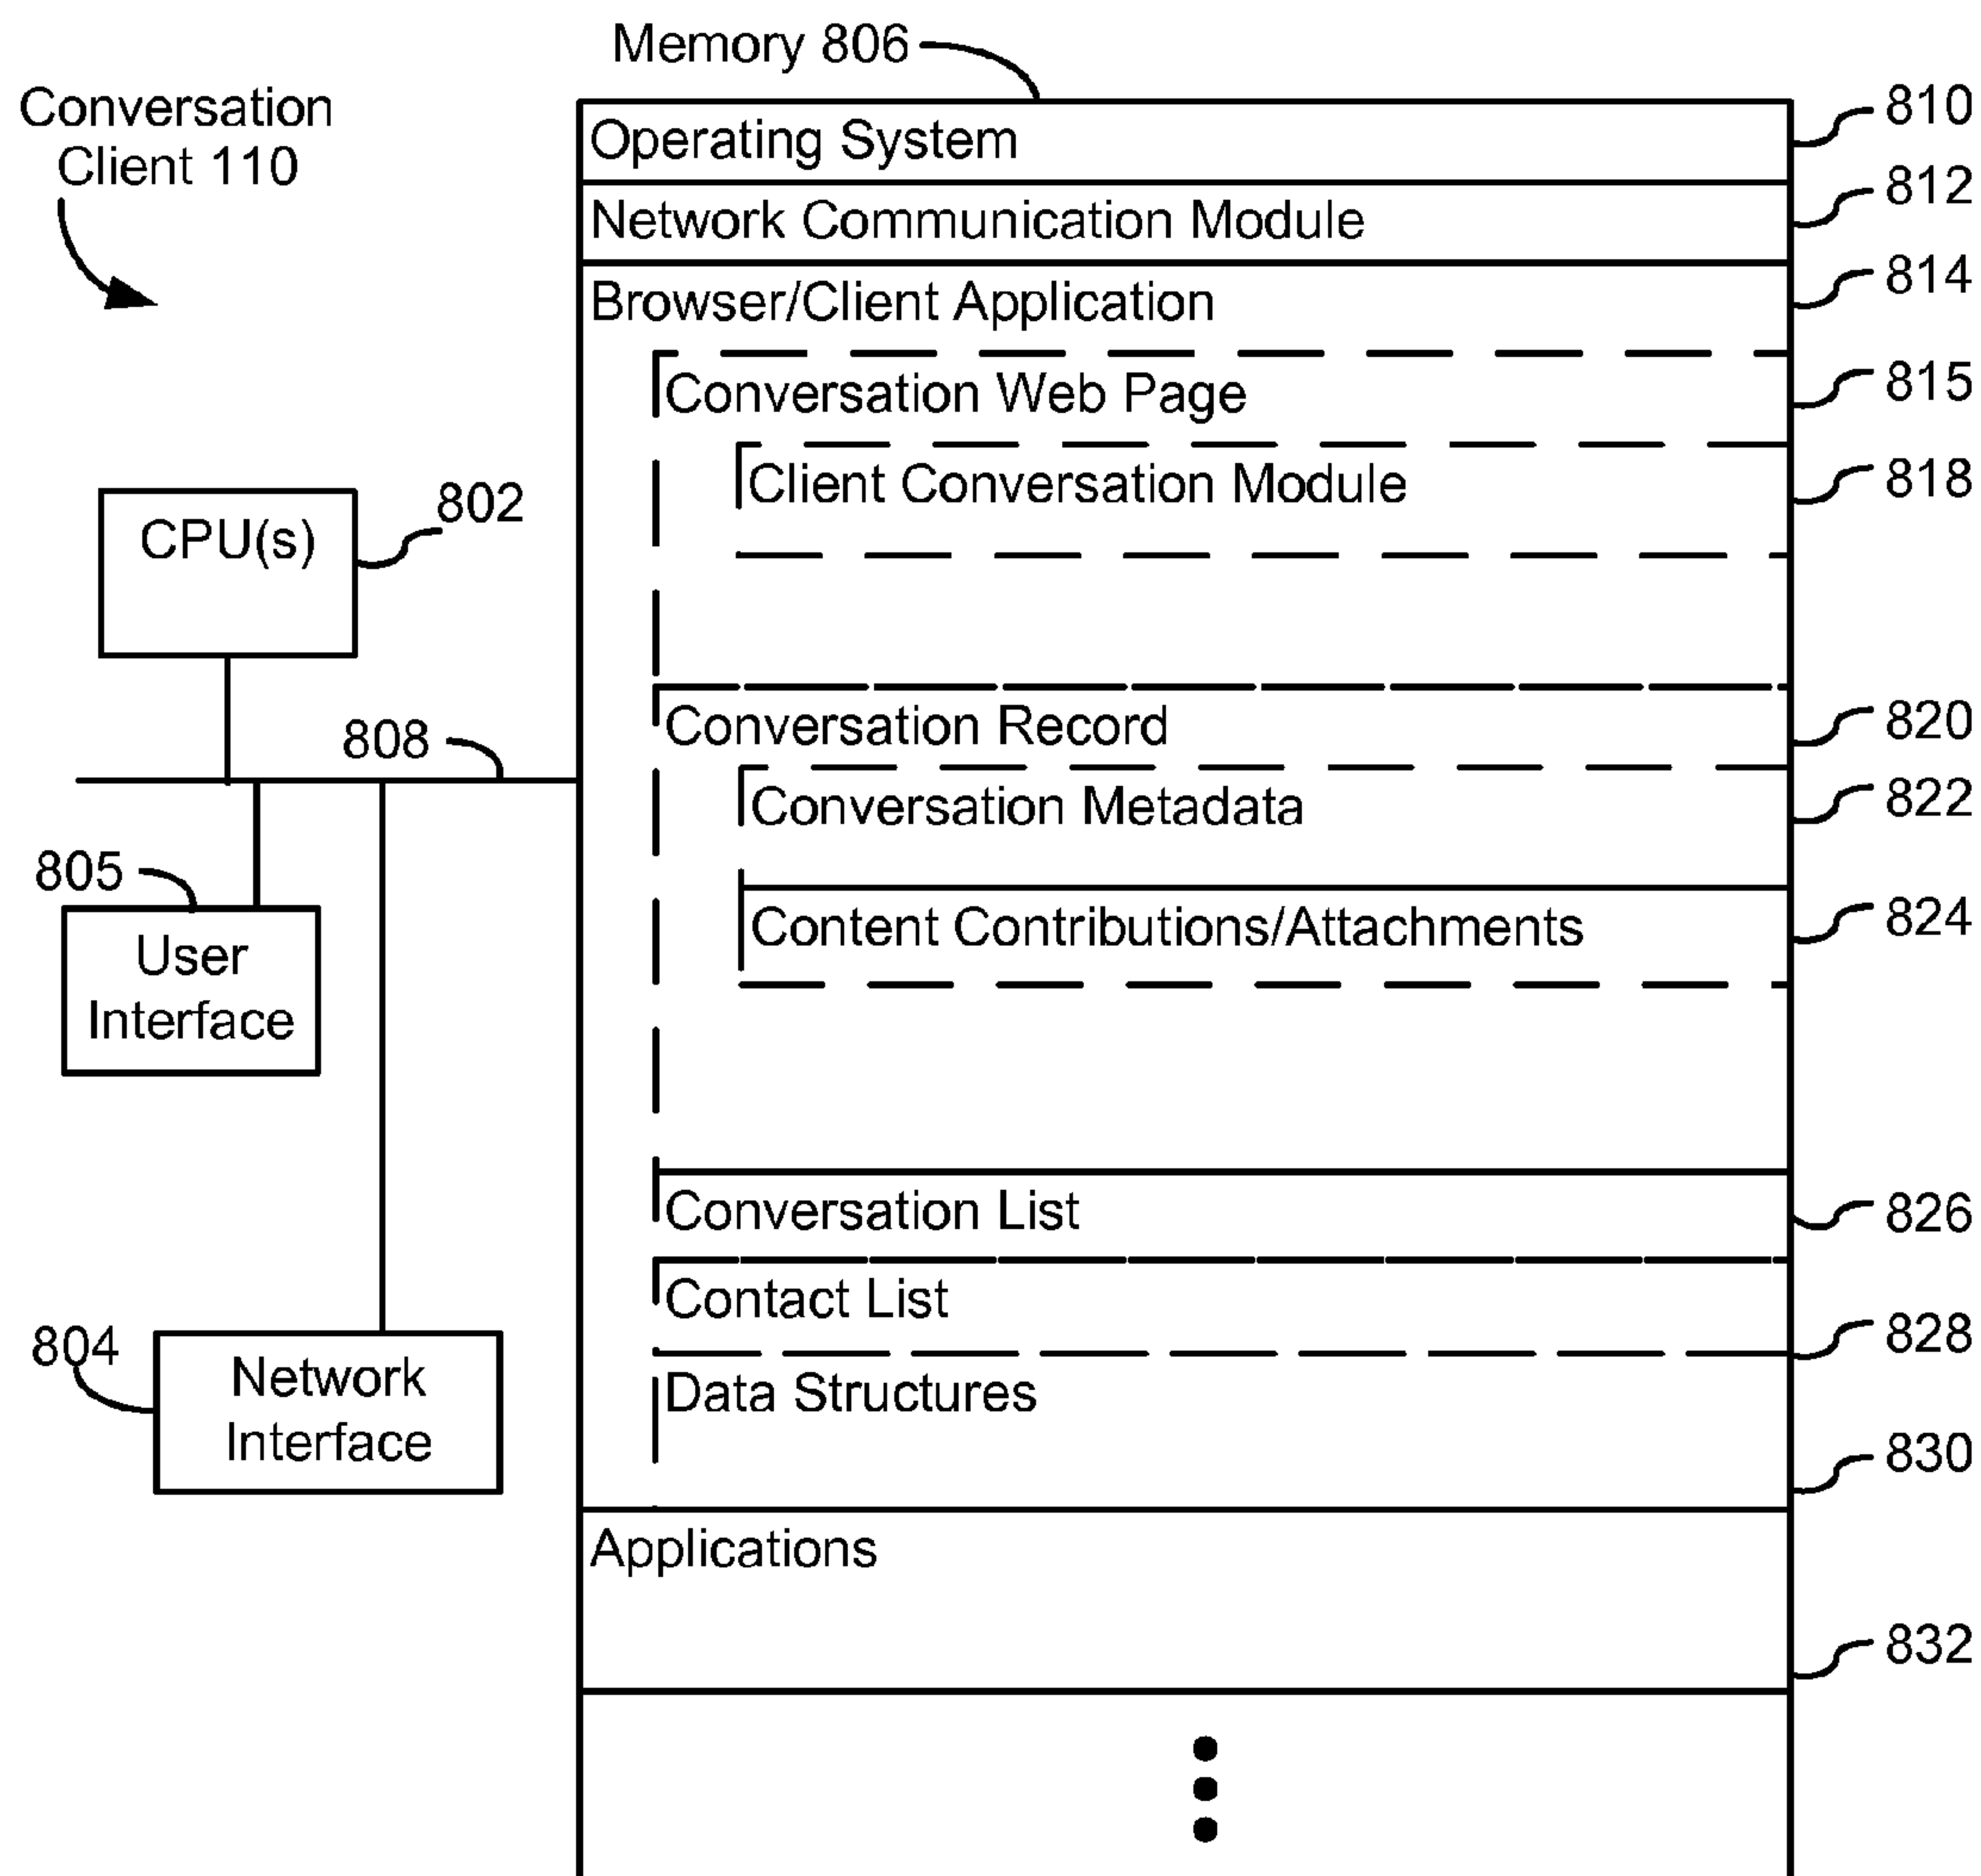 Memory 806
Conversation
Client 110
Operating System
810
Network Communication Module
812
Browser/Client Application
814
Conversation Web Page
815
Client Conversation Module
818
CPU(s)
802
Conversation Record
820
808
Conversation Metadata
822
805
User
Interface
Content Contributions/Attachments
824
Conversation List
826
Contact List
828
804
Network
Interface
Data Structures
830
Applications
832